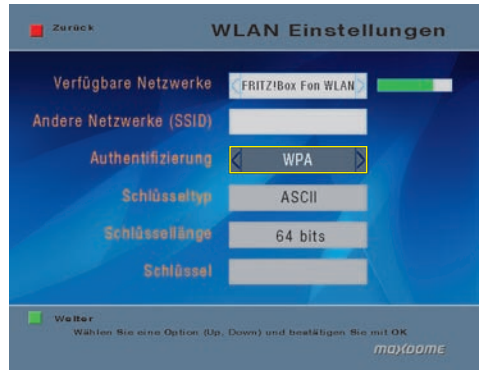 Zurück
WLAN Einstellungen
Verfügbare Netzwerke FRITZ!Box Fon WLAN
Andere Netzwerke (SSID)
Authentifizierung WPA
Schlüsseltyp ASCII
Schlüssellänge 64 bits
Schlüssel
Weiter
Wählen Sie eine Option (Up, Down) und bestätigen Sie mit OK
maxdome